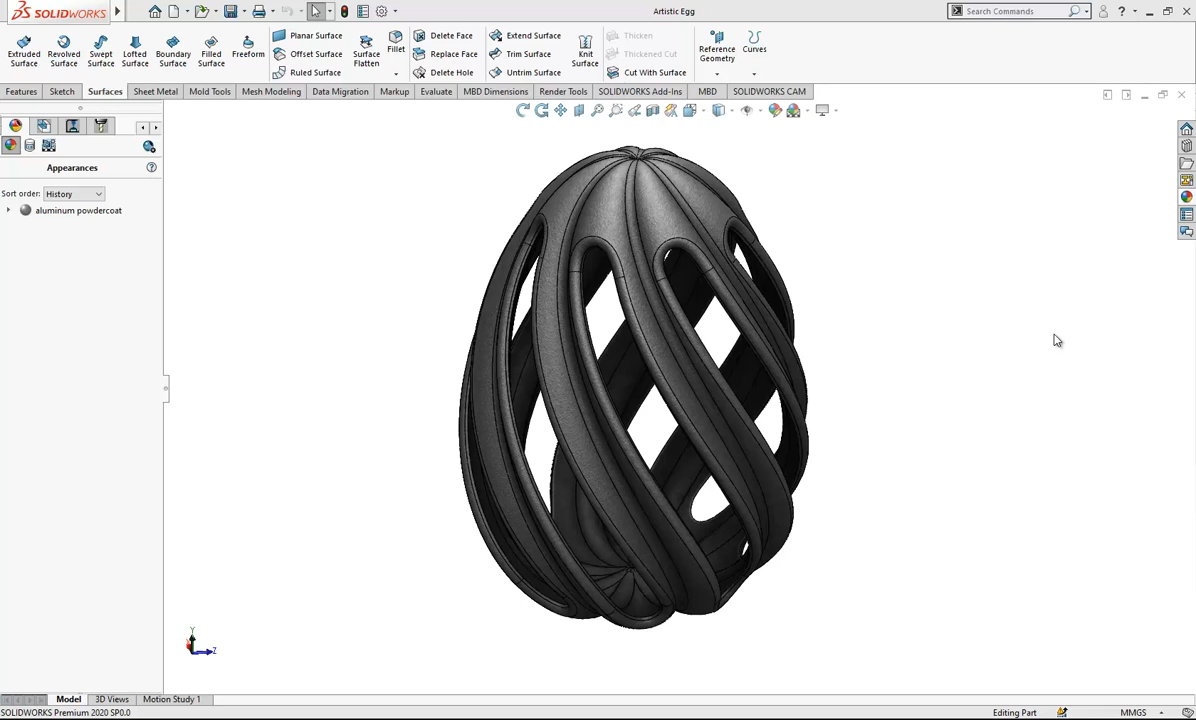 SOLIDWORKS
Artistic Egg
Search Commands
?
Extruded Surface
Revolved Surface
Swept Surface
Lofted Surface
Boundary Surface
Filled Surface
Freeform
Planar Surface
Offset Surface
Ruled Surface
Surface Flatten
Fillet
Delete Face
Replace Face
Delete Hole
Extend Surface
Trim Surface
Untrim Surface
Knit Surface
Thicken
Thickened Cut
Cut With Surface
Reference Geometry
Curves
Features Sketch Surfaces Sheet Metal Mold Tools Mesh Modeling Data Migration Markup Evaluate MBD Dimensions Render Tools SOLIDWORKS Add-Ins MBD SOLIDWORKS CAM
Appearances
?
Sort order: History
aluminum powdercoat
Y
Z
Model 3D Views Motion Study 1
SOLIDWORKS Premium 2020 SP0.0
Editing Part
MMGS